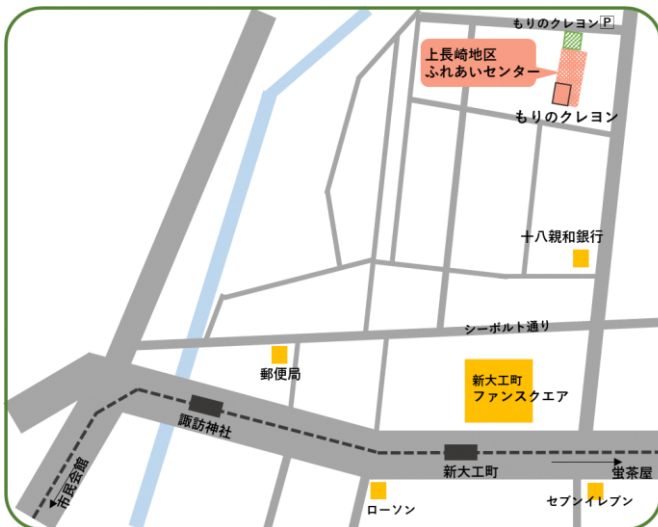 もりのクレヨン🄿
上長崎地区
ふれあいセンター
もりのクレヨン
十八親和銀行
シーボルト通り
郵便局
新大工町
ファンスクエア
諏訪神社
新大工町
蛍茶屋
市民会館
ローソン
セブンイレブン